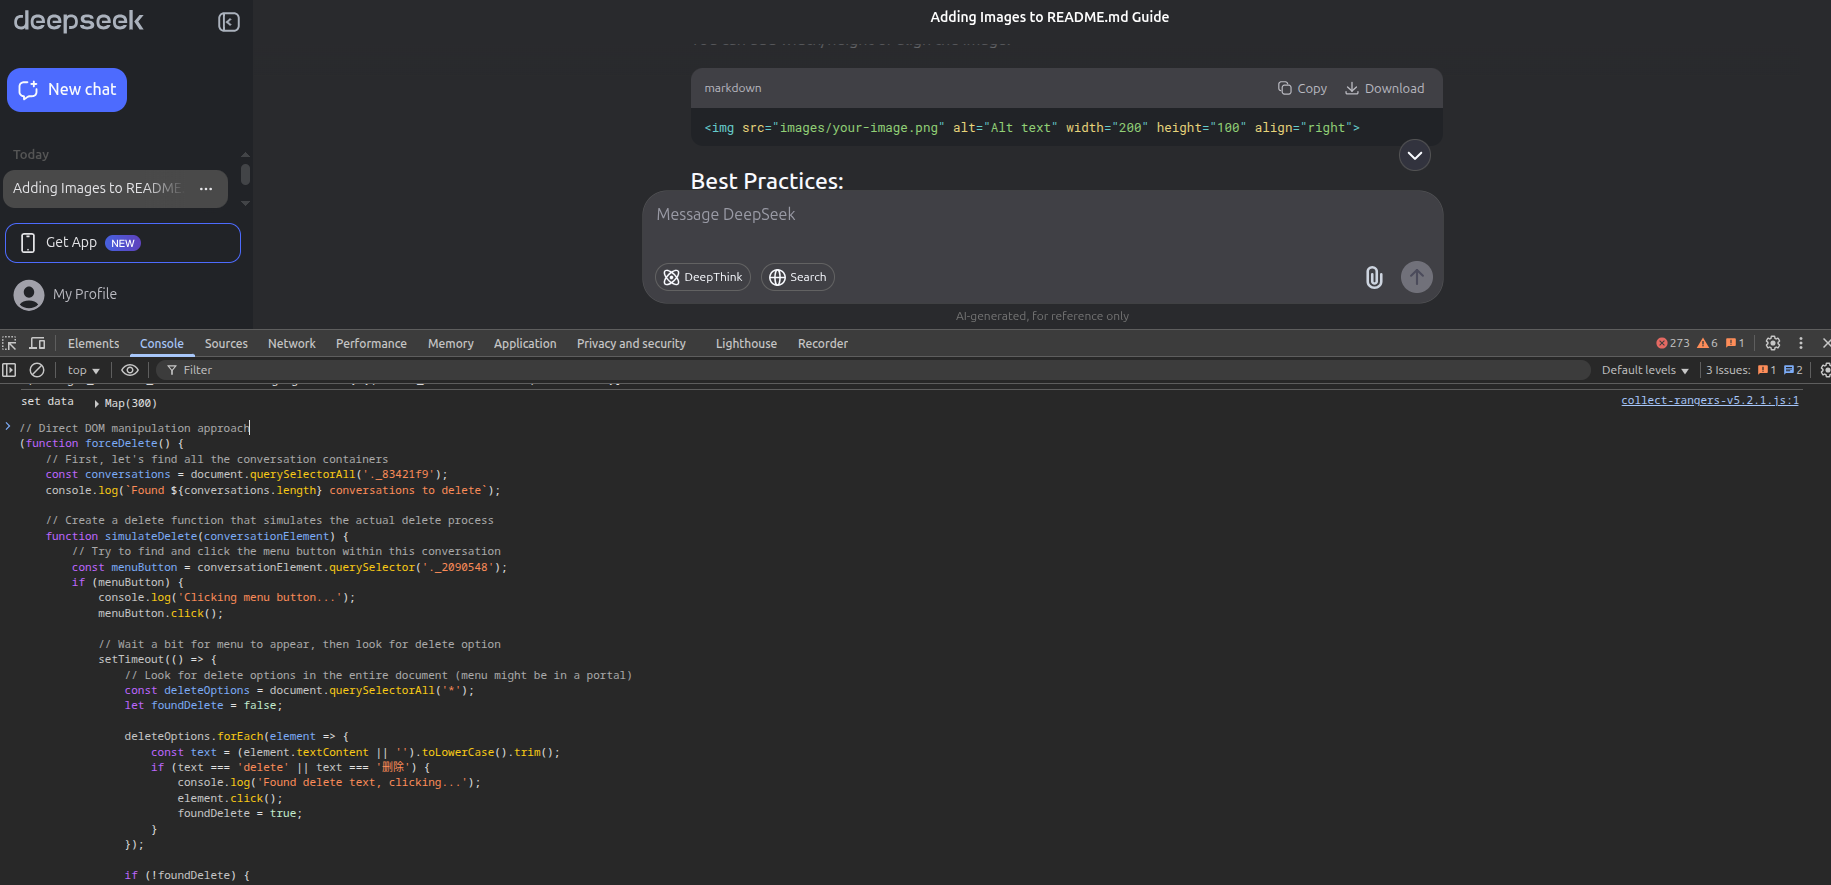 deepseek
Adding Images to README.md Guide
New chat
markdown
Copy
Download
<img src="images/your-image.png" alt="Alt text" width="200" height="100" align="right">
Today
Adding Images to README
Best Practices:
Message DeepSeek
Get App NEW
DeepThink
Search
My Profile
AI-generated, for reference only
Elements Console Sources Network Performance Memory Application Privacy and security Lighthouse Recorder 273 6 1
top Filter Default levels 3 Issues: 1 2
set data Map(300) collect-rangers-v5.2.1.js:1
> // Direct DOM manipulation approach
(function forceDelete() {
// First, let's find all the conversation containers
const conversations = document.querySelectorAll('._83421f9');
console.log(`Found ${conversations.length} conversations to delete`);
// Create a delete function that simulates the actual delete process
function simulateDelete(conversationElement) {
// Try to find and click the menu button within this conversation
const menuButton = conversationElement.querySelector('._2090548');
if (menuButton) {
console.log('Clicking menu button...');
menuButton.click();
// Wait a bit for menu to appear, then look for delete option
setTimeout(() => {
// Look for delete options in the entire document (menu might be in a portal)
const deleteOptions = document.querySelectorAll('*');
let foundDelete = false;
deleteOptions.forEach(element => {
const text = (element.textContent || '').toLowerCase().trim();
if (text === 'delete' || text === '删除') {
console.log('Found delete text, clicking...');
element.click();
foundDelete = true;
}
});
if (!foundDelete) {